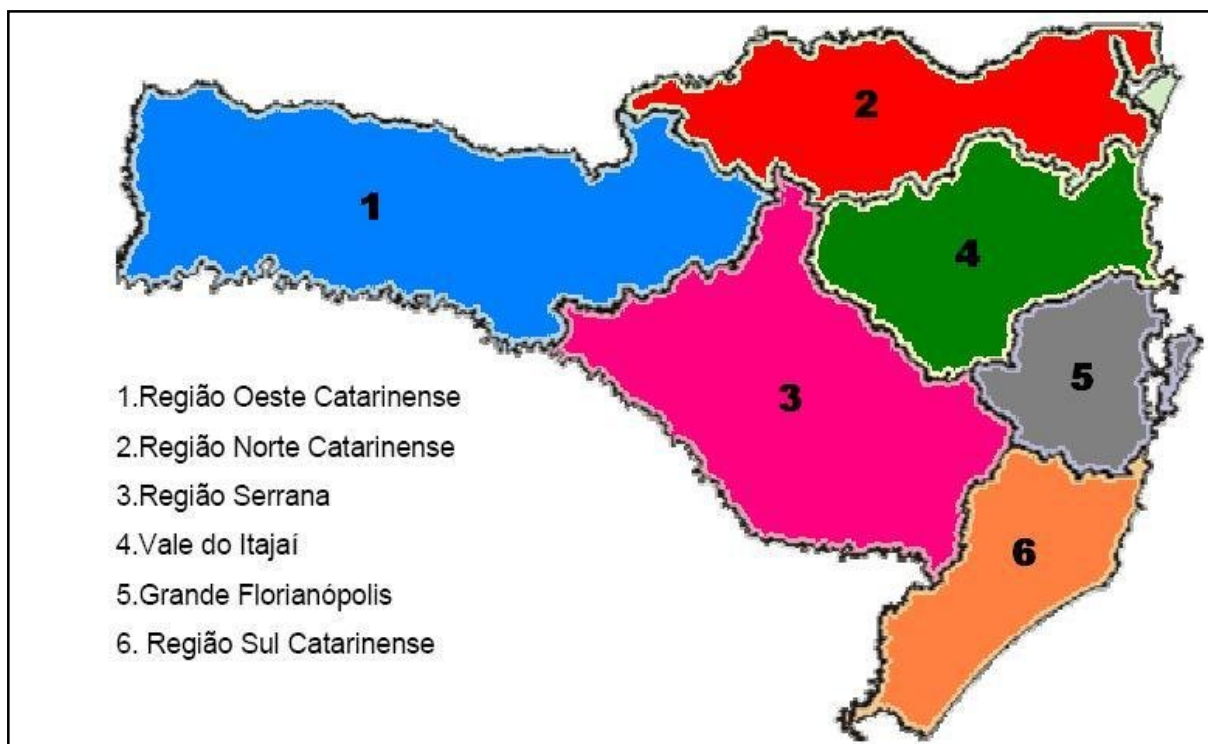 2
1
4
5
3
6
1.Região Oeste Catarinense
2.Região Norte Catarinense
3.Região Serrana
4.Vale do Itajaí
5.Grande Florianópolis
6. Região Sul Catarinense